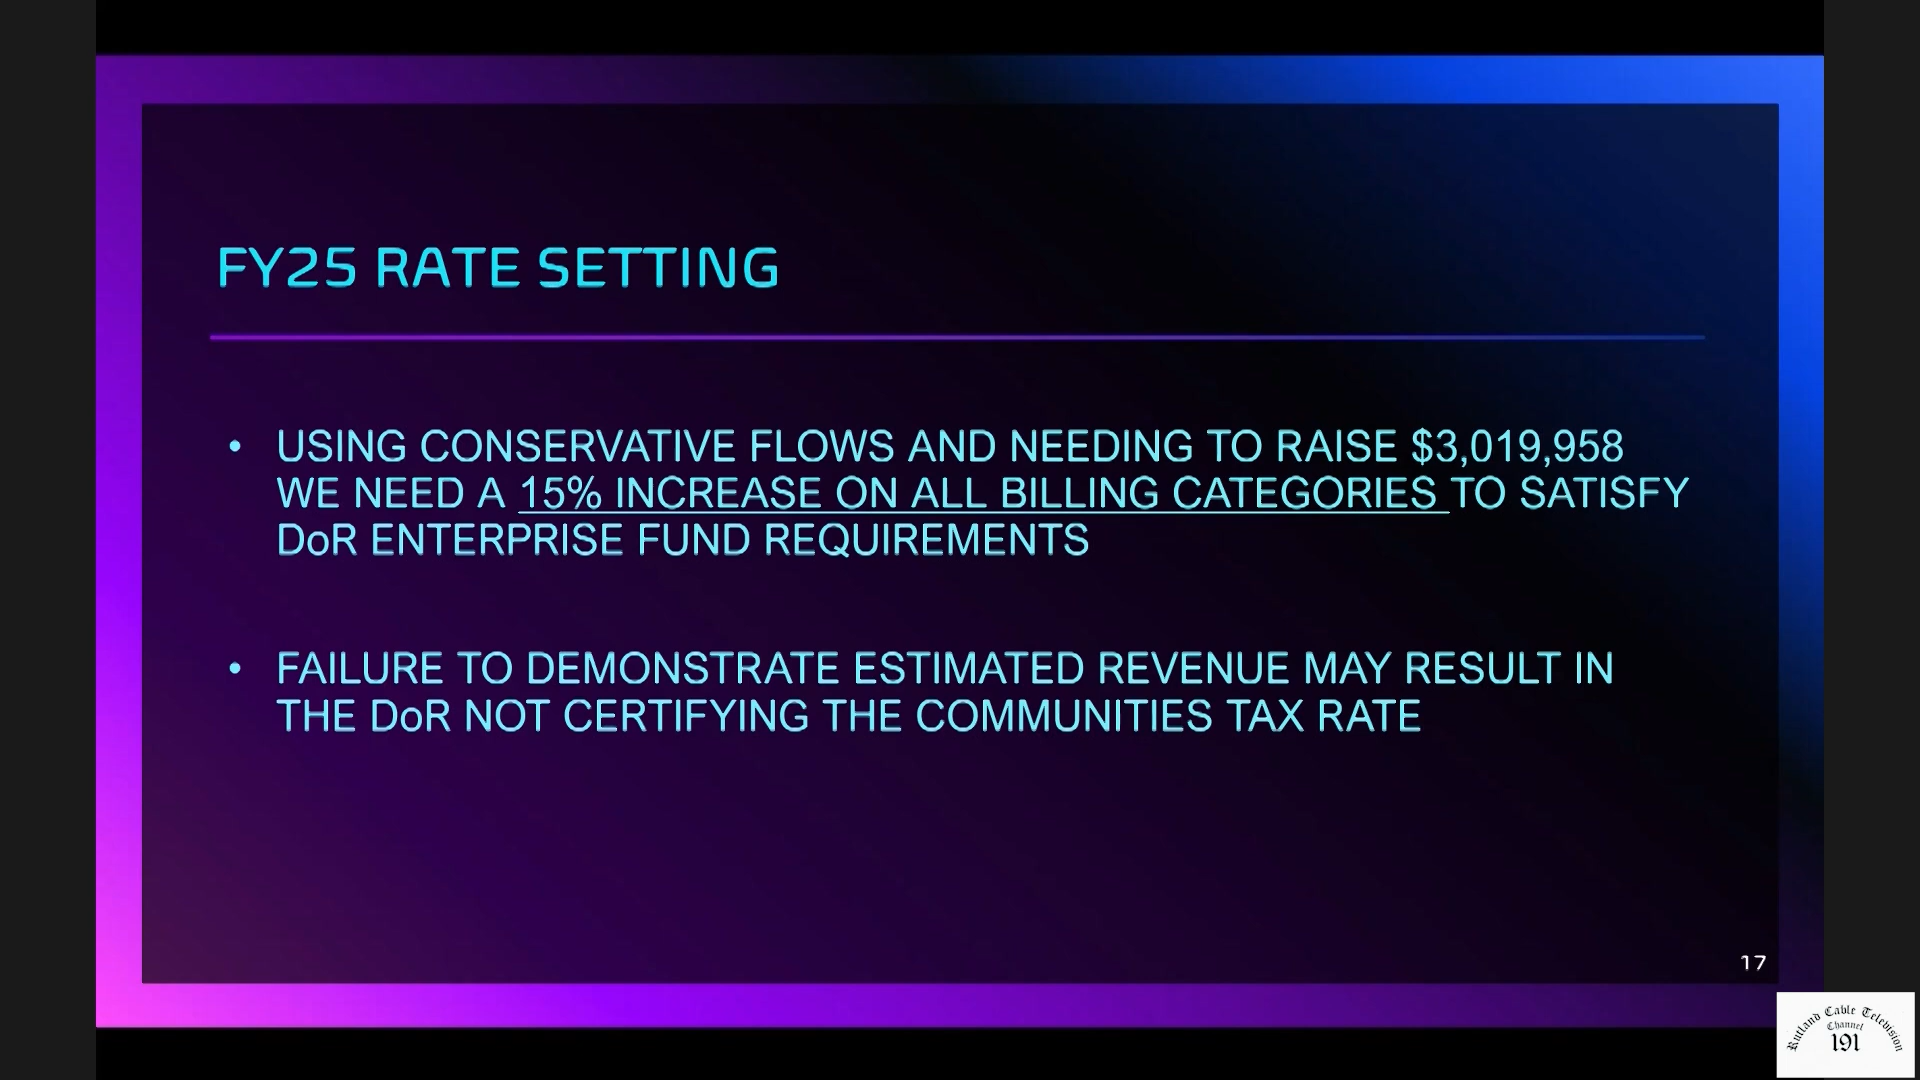 FY25 RATE SETTING
• USING CONSERVATIVE FLOWS AND NEEDING TO RAISE $3,019,958
WE NEED A 15% INCREASE ON ALL BILLING CATEGORIES TO SATISFY
DoR ENTERPRISE FUND REQUIREMENTS
• FAILURE TO DEMONSTRATE ESTIMATED REVENUE MAY RESULT IN
THE DoR NOT CERTIFYING THE COMMUNITIES TAX RATE
17
Rutland Cable Television
Channel
191